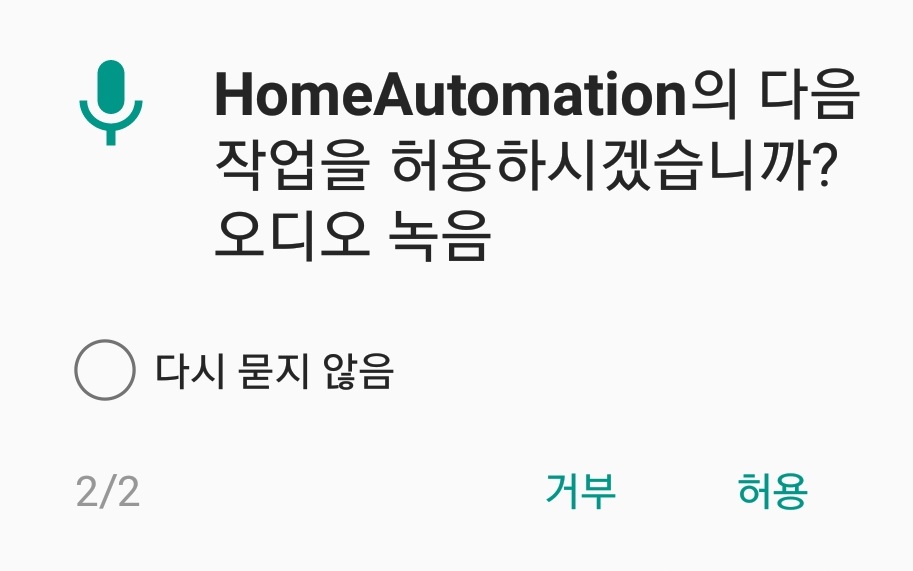 HomeAutomation의 다음
작업을 허용하시겠습니까?
오디오 녹음
다시 묻지 않음
2/2
거부
허용